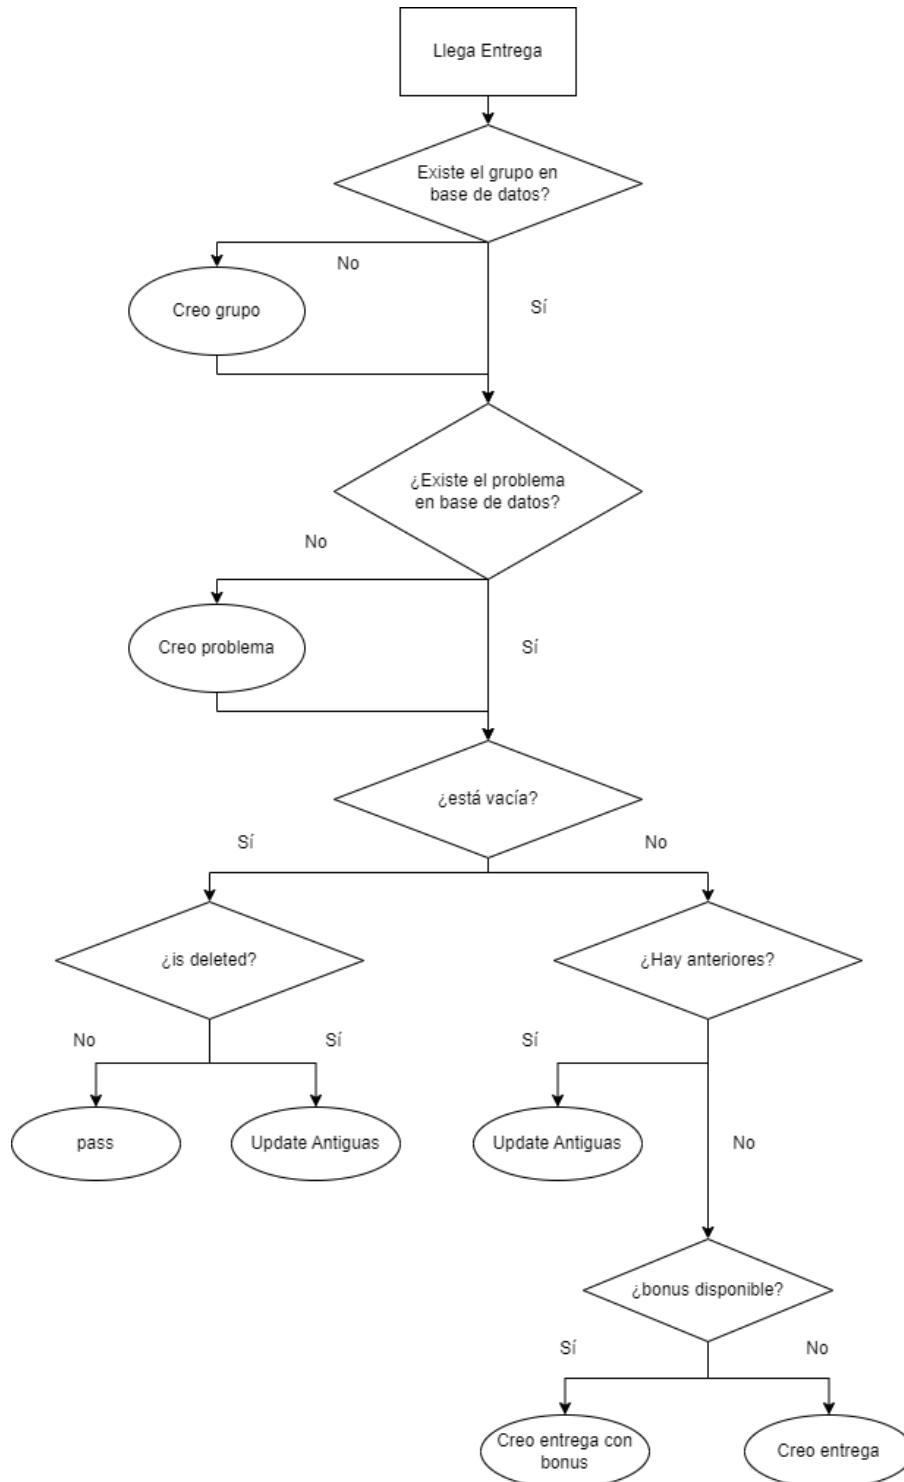 Llega Entrega
Existe el grupo en
base de datos?
No
Creo grupo
Sí
¿Existe el problema
en base de datos?
No
Creo problema
Sí
¿está vacía?
Sí
No
¿is deleted?
¿Hay anteriores?
No
Sí
Sí
pass
Update Antiguas
Update Antiguas
No
¿bonus disponible?
Sí
No
Creo entrega con
bonus
Creo entrega